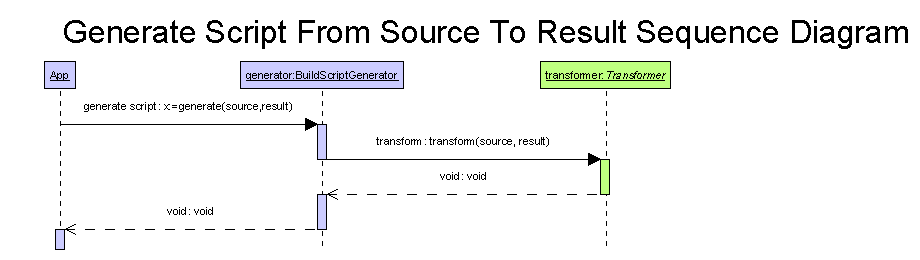 Generate Script From Source To Result Sequence Diagram
App
generator:BuildScriptGenerator
transformer:Transformer
generate script : x:=generate(source,result)
transform : transform(source, result)
void : void
void : void